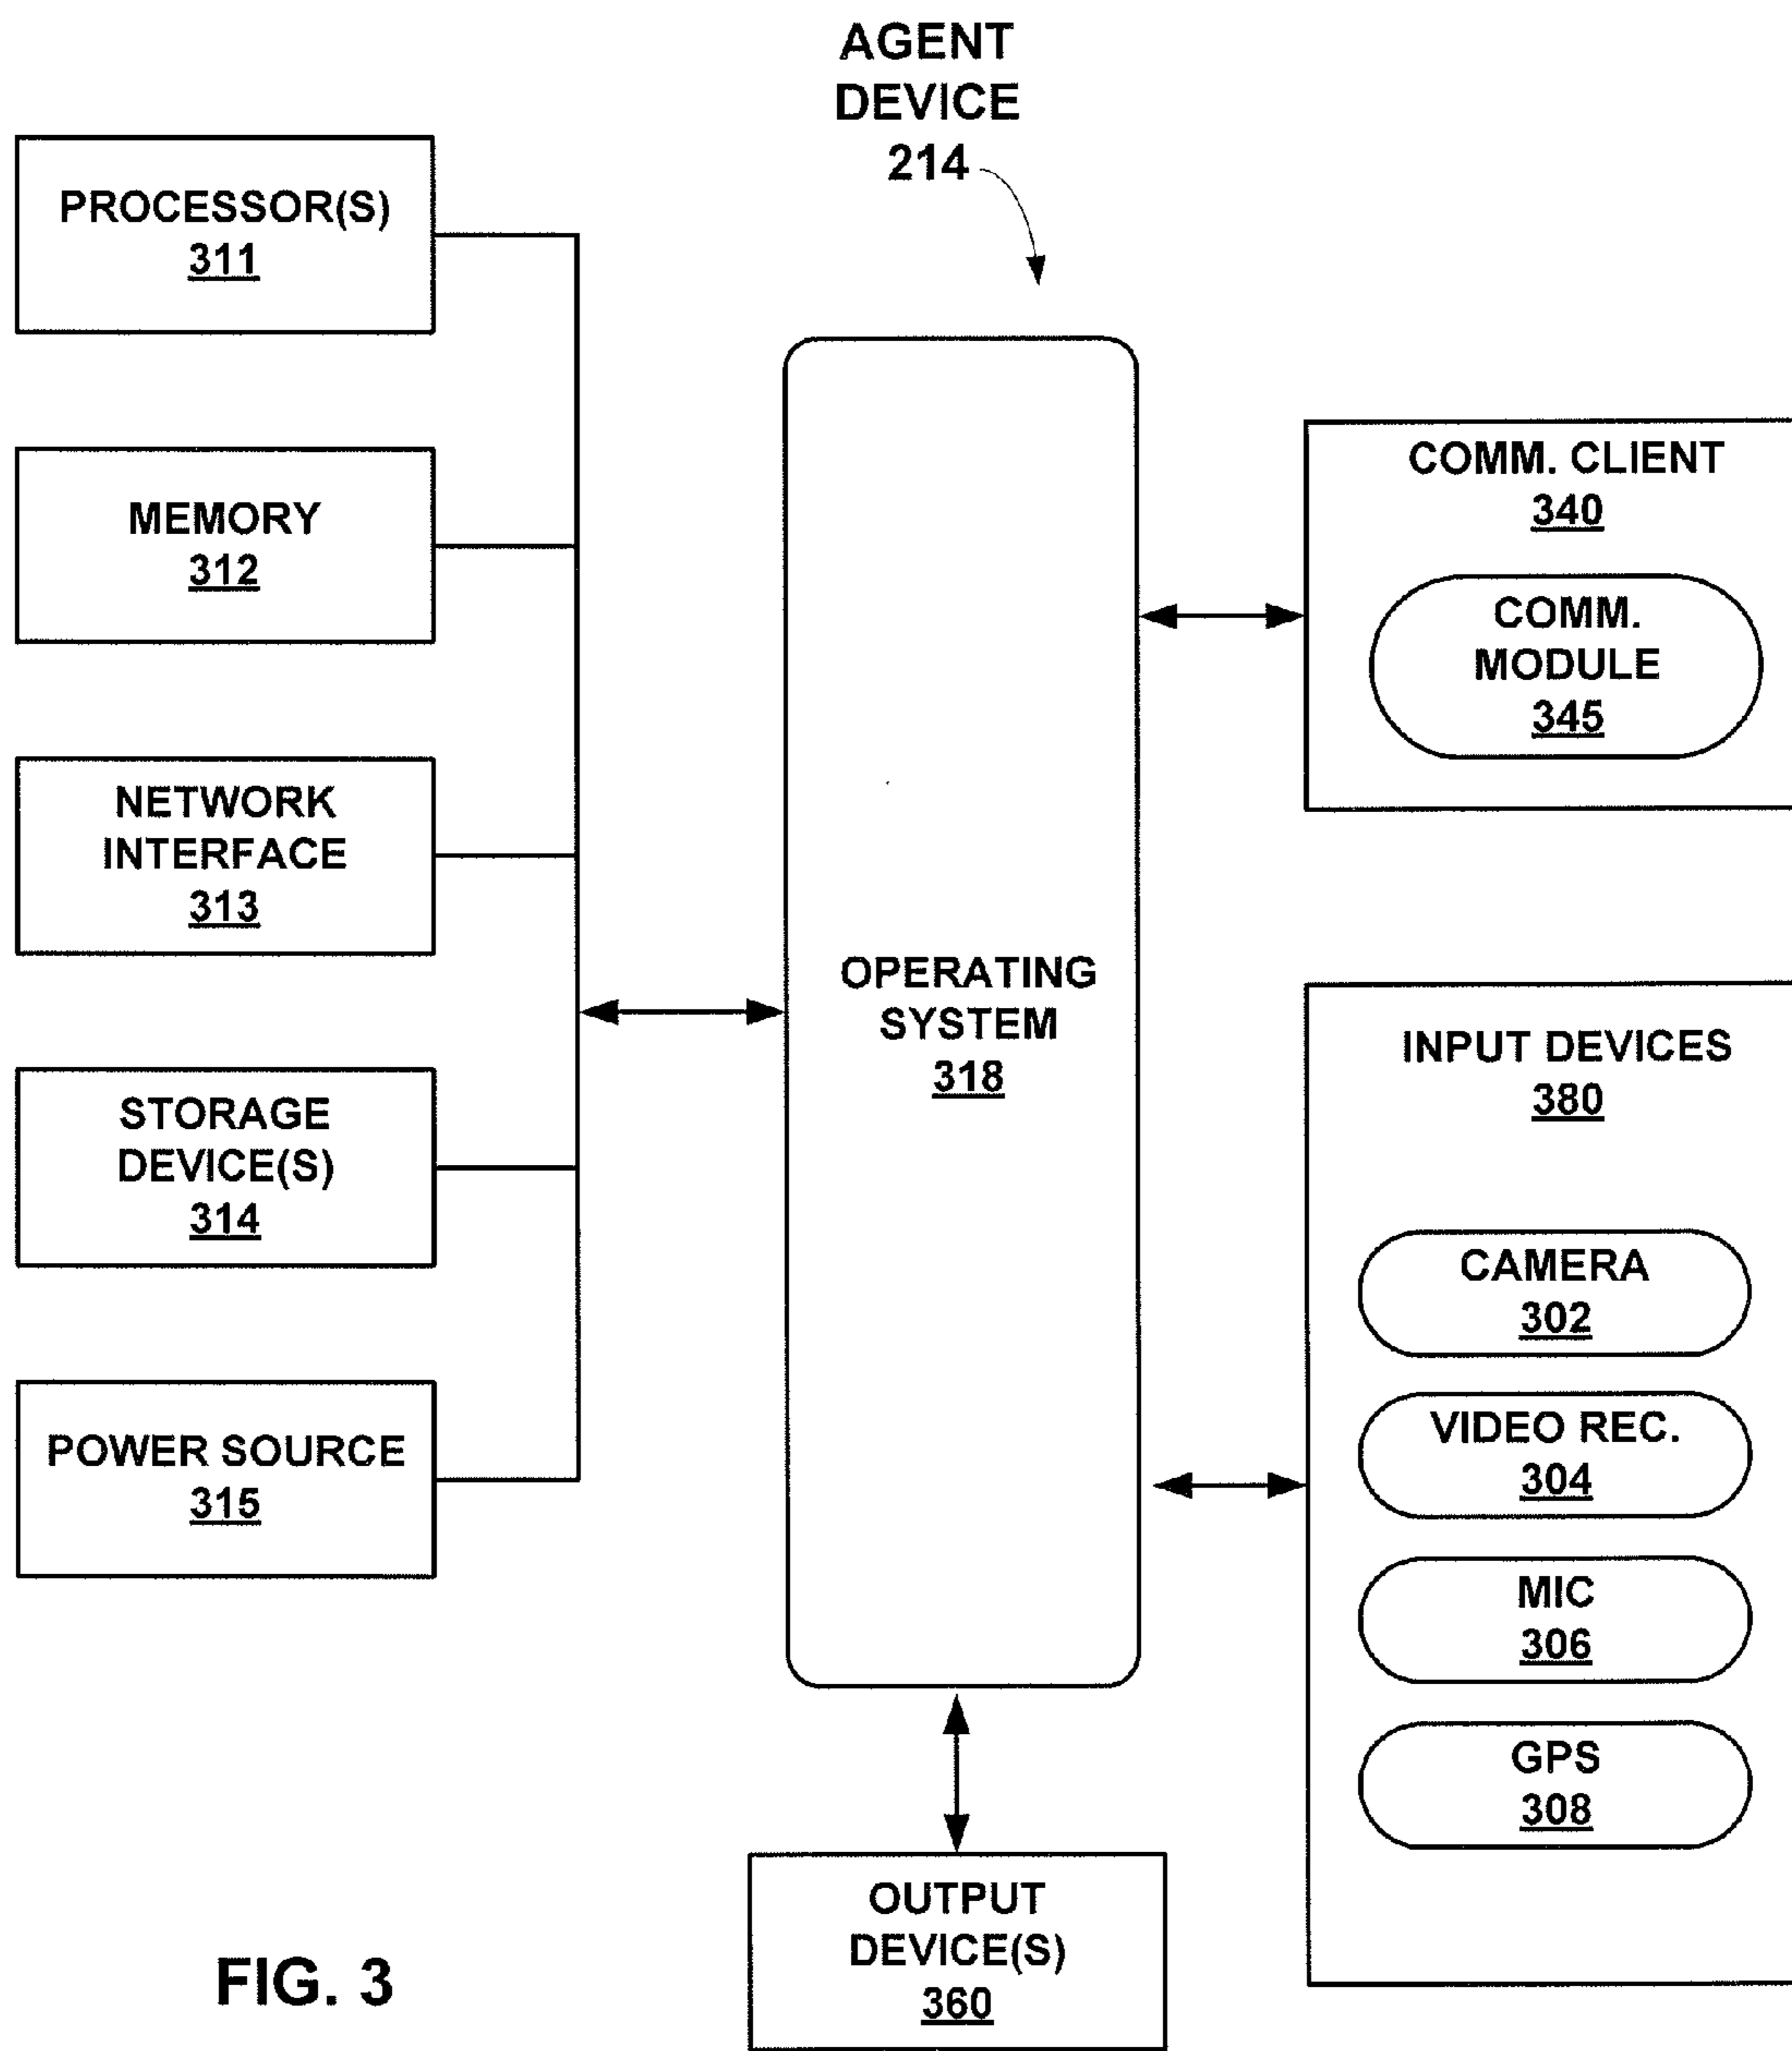 AGENT
DEVICE
214
PROCESSOR(S)
311
MEMORY
312
NETWORK
INTERFACE
313
STORAGE
DEVICE(S)
314
POWER SOURCE
315
OPERATING
SYSTEM
318
COMM. CLIENT
340
COMM.
MODULE
345
INPUT DEVICES
380
CAMERA
302
VIDEO REC.
304
MIC
306
GPS
308
OUTPUT
DEVICE(S)
360
FIG. 3